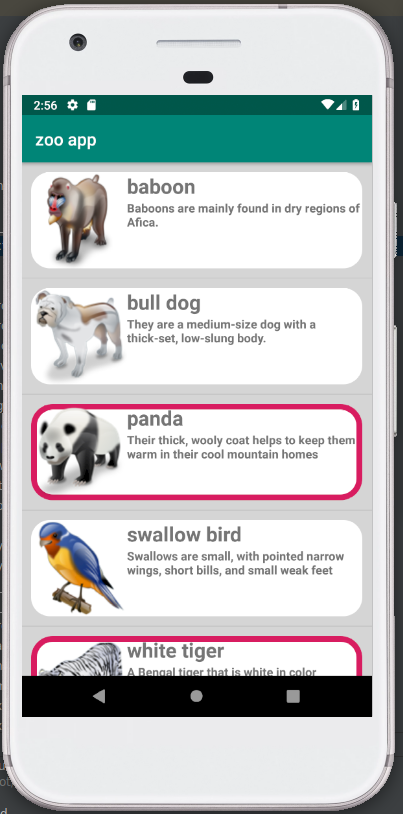 2:56
zoo app
baboon
Baboons are mainly found in dry regions of
Afica.
bull dog
They are a medium-size dog with a
thick-set, low-slung body.
panda
Their thick, wooly coat helps to keep them
warm in their cool mountain homes
swallow bird
Swallows are small, with pointed narrow
wings, short bills, and small weak feet
white tiger
A Bengal tiger that is white in color